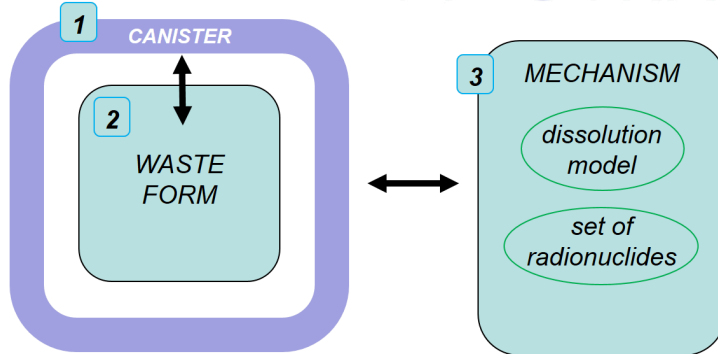 1
CANISTER
2
WASTE
FORM
3
MECHANISM
dissolution
model
set of
radionuclides